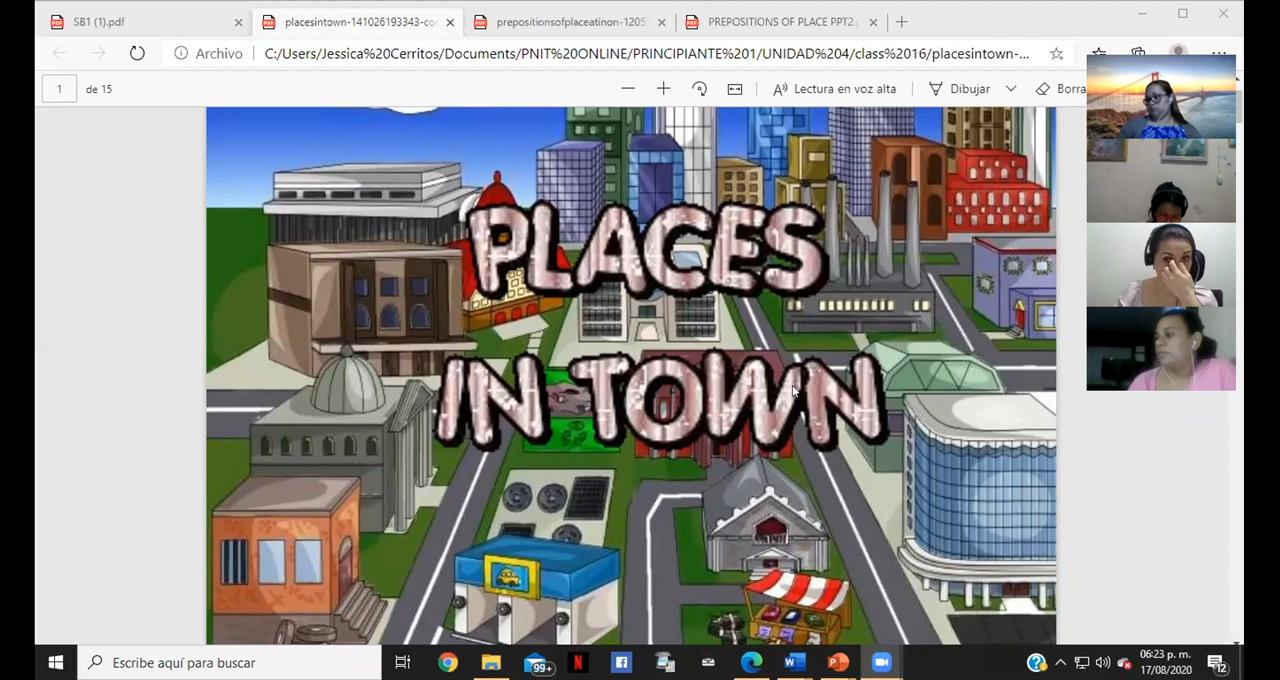 SB1 (1).pdf
placesintown-141026193343-co
prepositionsofplaceatinon-1205
PREPOSITIONS OF PLACE PPT2.
Archivo
C:/Users/Jessica%20Cerritos/Documents/PNIT%20ONLINE/PRINCIPIANTE%201/UNIDAD%204/class%2016/placesintown-...
1
de 15
Lectura en voz alta
Dibujar
Borra
PLACES
IN TOWN
Escribe aquí para buscar
99+
06:23 p. m.
17/08/2020
12